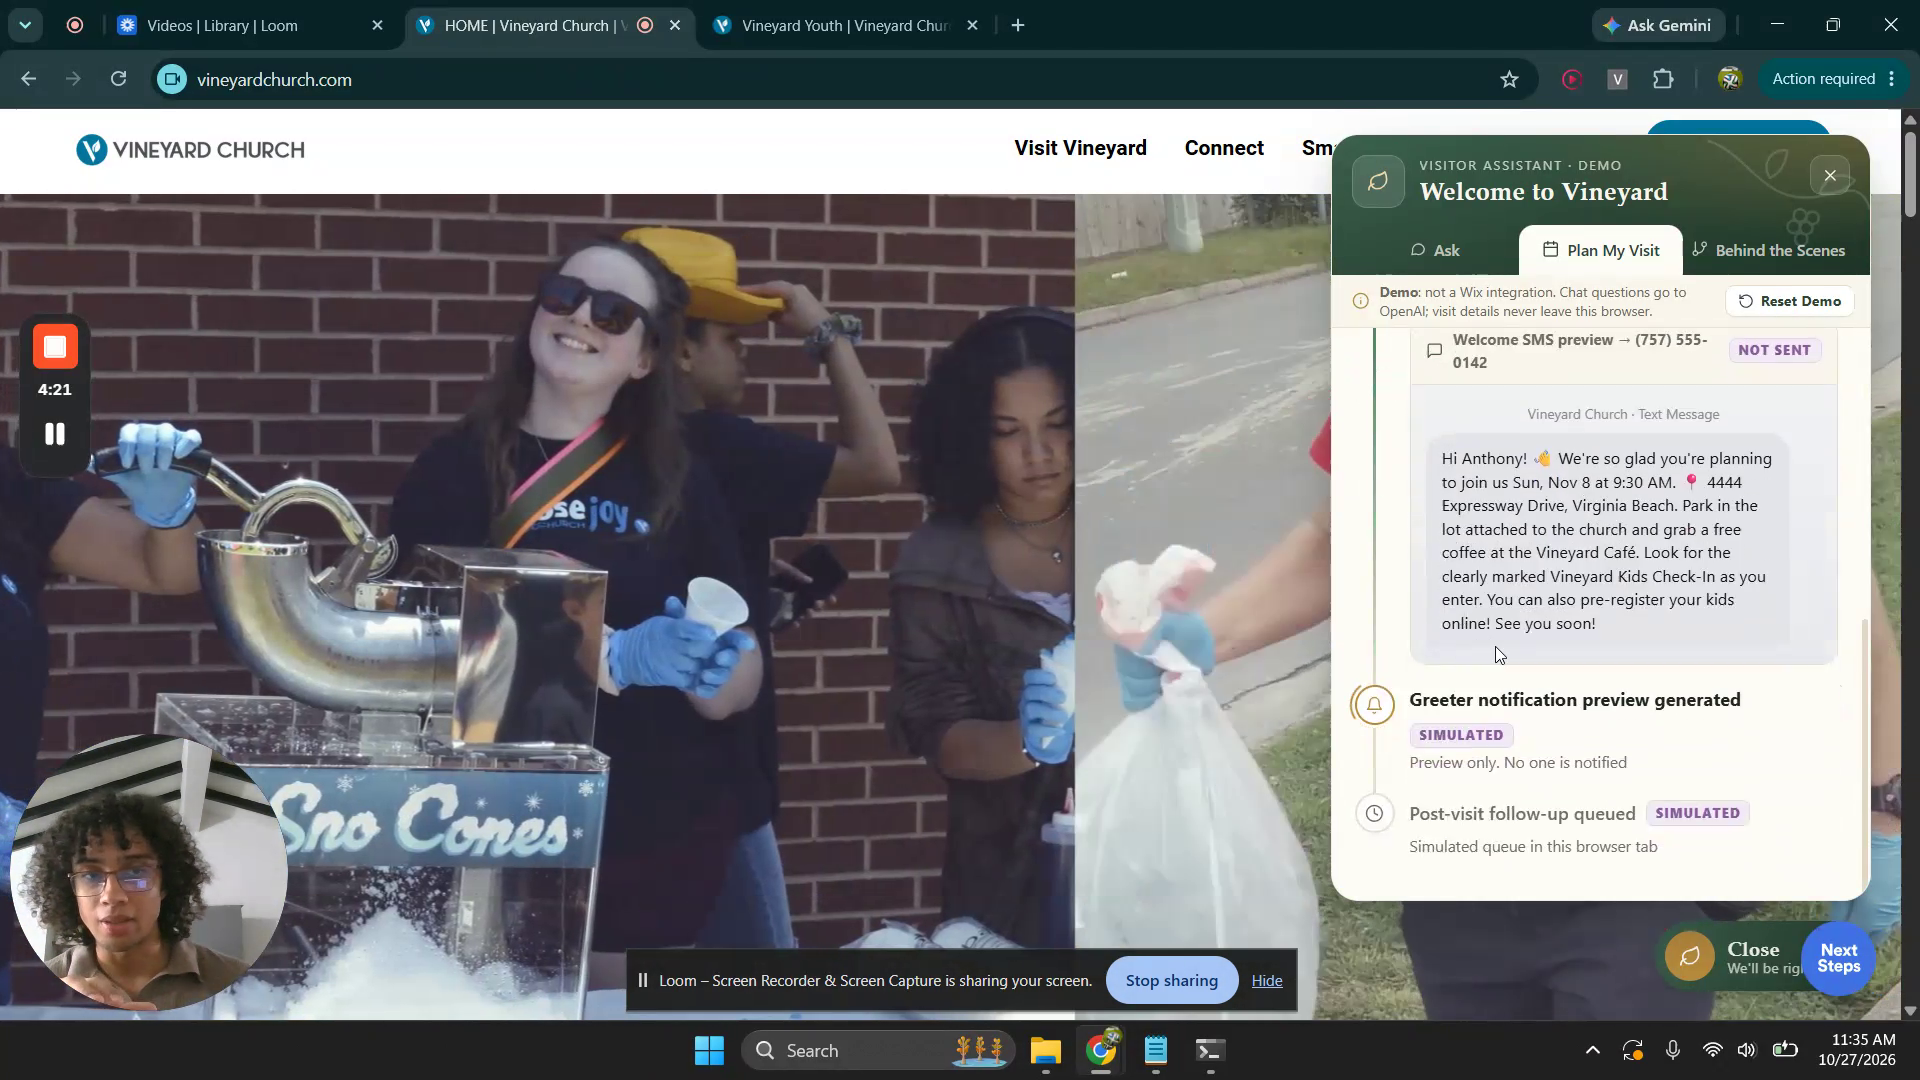 Videos | Library | Loom
HOME | Vineyard Church | V
Vineyard Youth | Vineyard Chur
Ask Gemini
vineyardchurch.com
V
Action required
VINEYARD CHURCH
Visit Vineyard
Connect
Sma
VISITOR ASSISTANT · DEMO
Welcome to Vineyard
Ask
Plan My Visit
Behind the Scenes
Demo: not a Wix integration. Chat questions go to
OpenAI; visit details never leave this browser.
Reset Demo
Welcome SMS preview → (757) 555-
0142
NOT SENT
Vineyard Church · Text Message
Hi Anthony! 👋 We're so glad you're planning
to join us Sun, Nov 8 at 9:30 AM. 📍 4444
Expressway Drive, Virginia Beach. Park in the
lot attached to the church and grab a free
coffee at the Vineyard Café. Look for the
clearly marked Vineyard Kids Check-In as you
enter. You can also pre-register your kids
online! See you soon!
Greeter notification preview generated
SIMULATED
Preview only. No one is notified
Post-visit follow-up queued
SIMULATED
Simulated queue in this browser tab
4:21
joy
CHURCH
Sno Cones
Close
We'll be rig
Next
Steps
Loom – Screen Recorder & Screen Capture is sharing your screen.
Stop sharing
Hide
Search
11:35 AM
10/27/2026